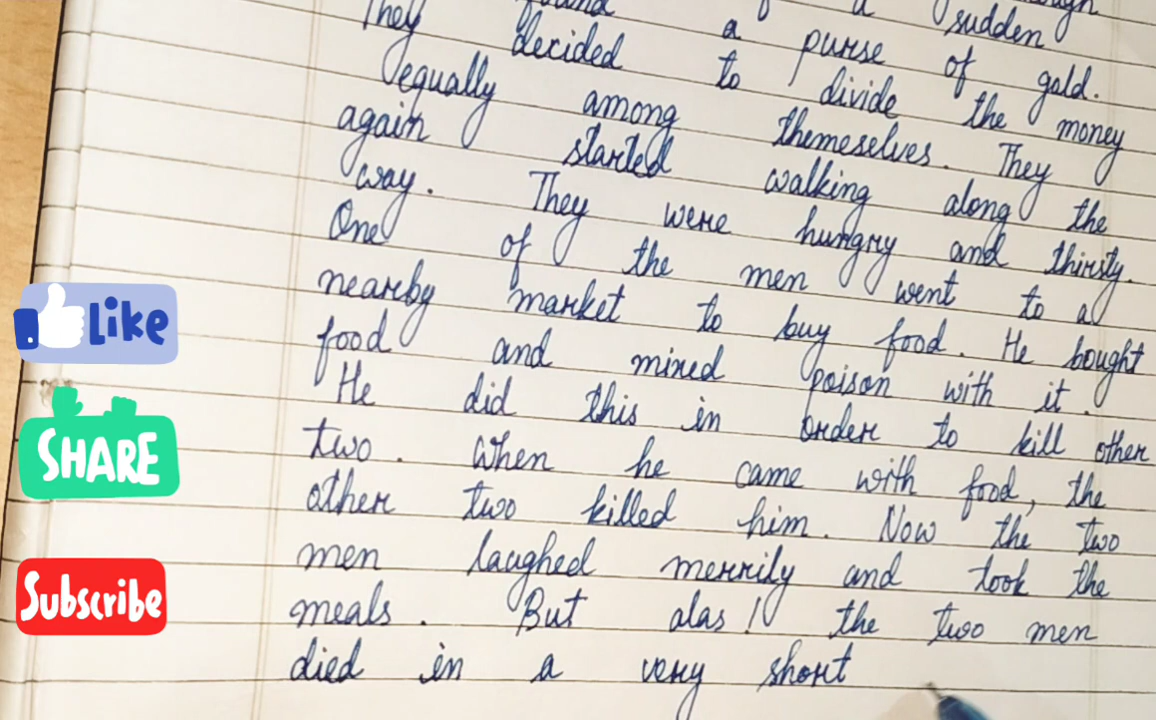 a sudden
found a purse of gold.
They decided to divide the money
equally among themeselves. They
again started walking along the
way. They were hungry and thirsty.
One of the men went to a
nearby market to buy food. He bought
food and mixed poison with it.
He did this in order to kill other
two. When he came with food, the
other two killed him. Now the two
men laughed merrily and took the
meals. But alas! the two men
died in a very short
Like
SHARE
Subscribe